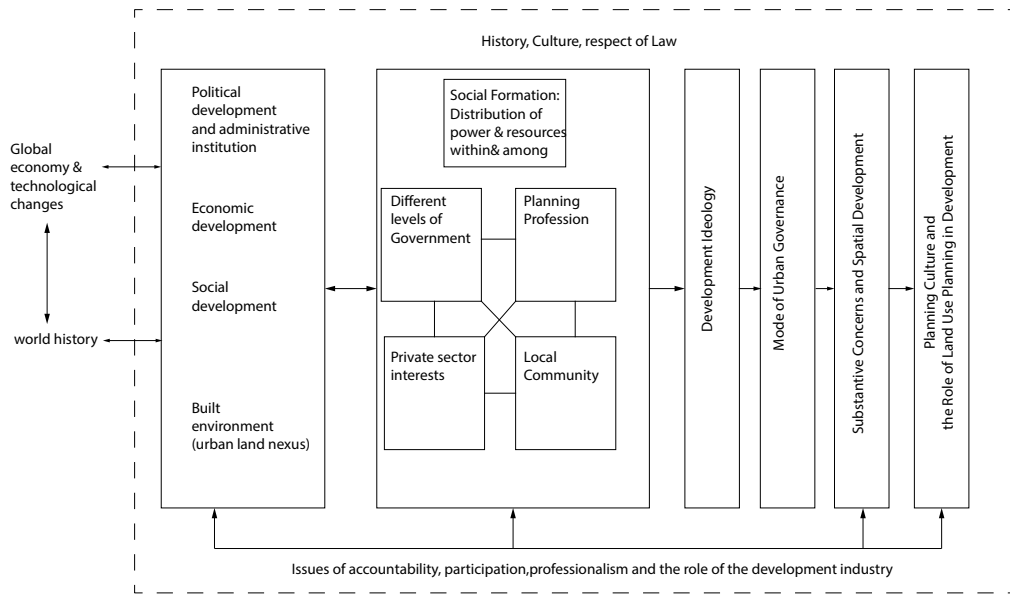 History, Culture, respect of Law
Global
economy &
technological
changes
world history
Political
development
and administrative
institution
Economic
development
Social
development
Built
environment
(urban land nexus)
Social Formation:
Distribution of
power & resources
within& among
Different
levels of
Government
Planning
Profession
Private sector
interests
Local
Community
Development Ideology
Mode of Urban Governance
Substantive Concerns and Spatial Development
Planning Culture and
the Role of Land Use Planning in Development
Issues of accountability, participation,professionalism and the role of the development industry